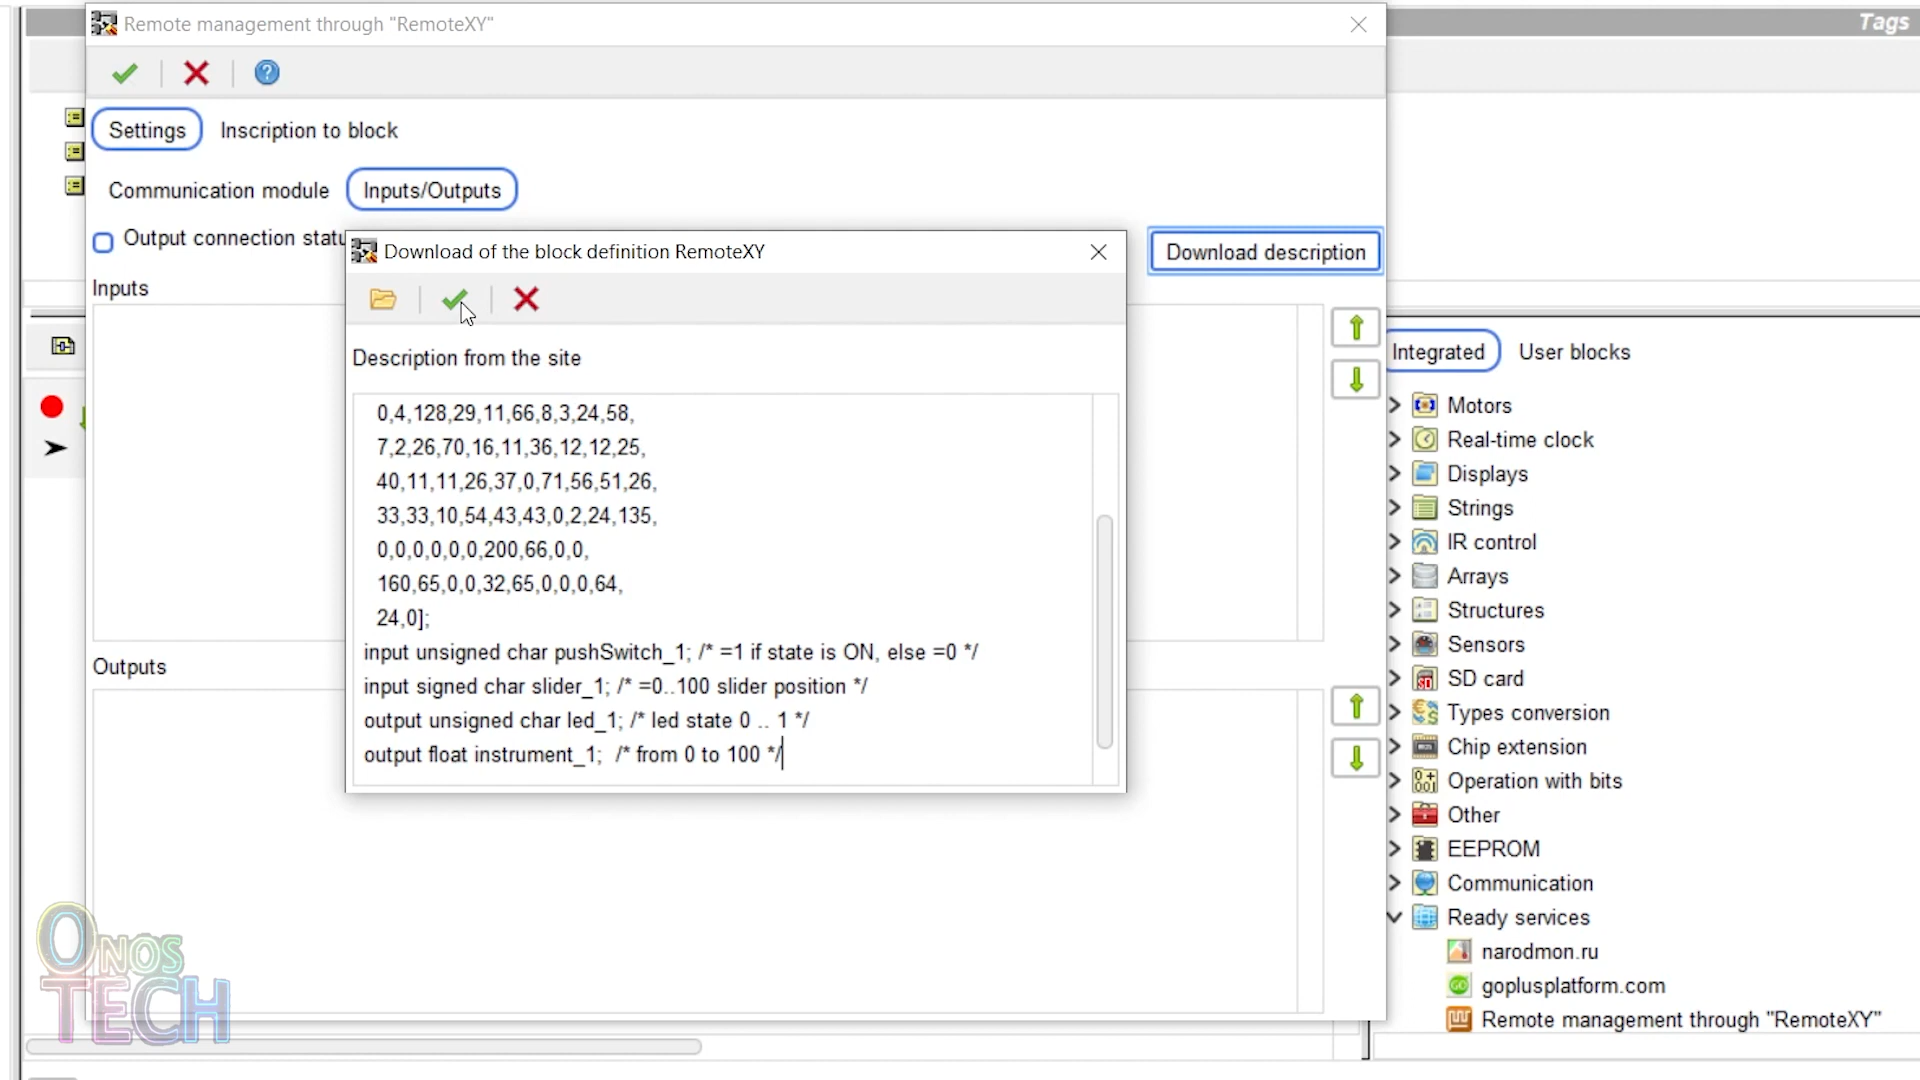 Tags
Remote management through "RemoteXY"
Settings
Inscription to block
Communication module
Inputs/Outputs
Output connection statu
Download description
Inputs
Outputs
Download of the block definition RemoteXY
Description from the site
0,4,128,29,11,66,8,3,24,58,
7,2,26,70,16,11,36,12,12,25,
40,11,11,26,37,0,71,56,51,26,
33,33,10,54,43,43,0,2,24,135,
0,0,0,0,0,0,200,66,0,0,
160,65,0,0,32,65,0,0,0,64,
24,0];
input unsigned char pushSwitch_1; /* =1 if state is ON, else =0 */
input signed char slider_1; /* =0..100 slider position */
output unsigned char led_1; /* led state 0 .. 1 */
output float instrument_1;  /* from 0 to 100 */
Integrated
User blocks
Motors
Real-time clock
Displays
Strings
IR control
Arrays
Structures
Sensors
SD card
Types conversion
Chip extension
Operation with bits
Other
EEPROM
Communication
Ready services
narodmon.ru
goplusplatform.com
Remote management through "RemoteXY"
ONOS
TECH